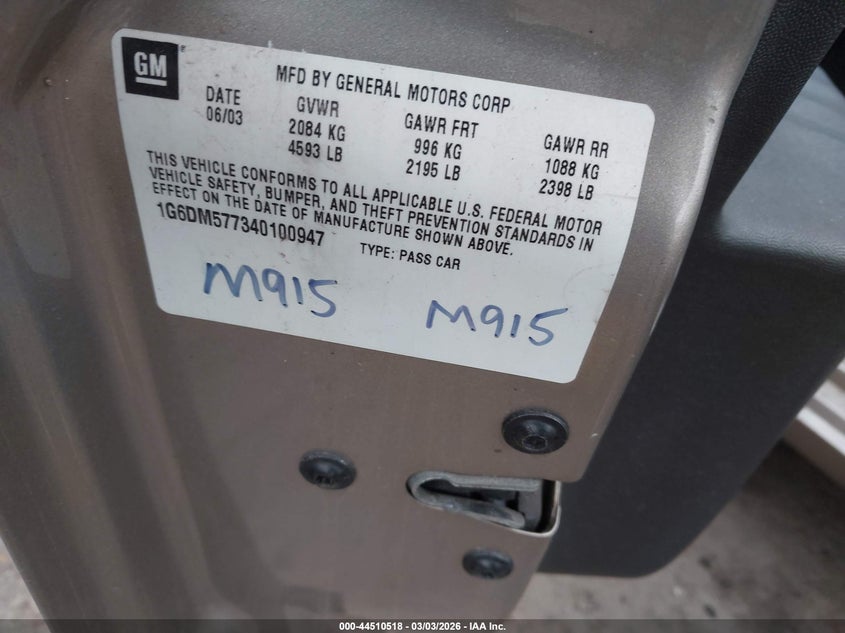 GM
MFD BY GENERAL MOTORS CORP
DATE GVWR GAWR FRT GAWR RR
06/03 2084 KG 996 KG 1088 KG
4593 LB 2195 LB 2398 LB
THIS VEHICLE CONFORMS TO ALL APPLICABLE U.S. FEDERAL MOTOR
VEHICLE SAFETY, BUMPER, AND THEFT PREVENTION STANDARDS IN
EFFECT ON THE DATE OF MANUFACTURE SHOWN ABOVE.
1G6DM577340100947 TYPE: PASS CAR
M915 M915
000-44510518 - 03/03/2026 - IAA Inc.